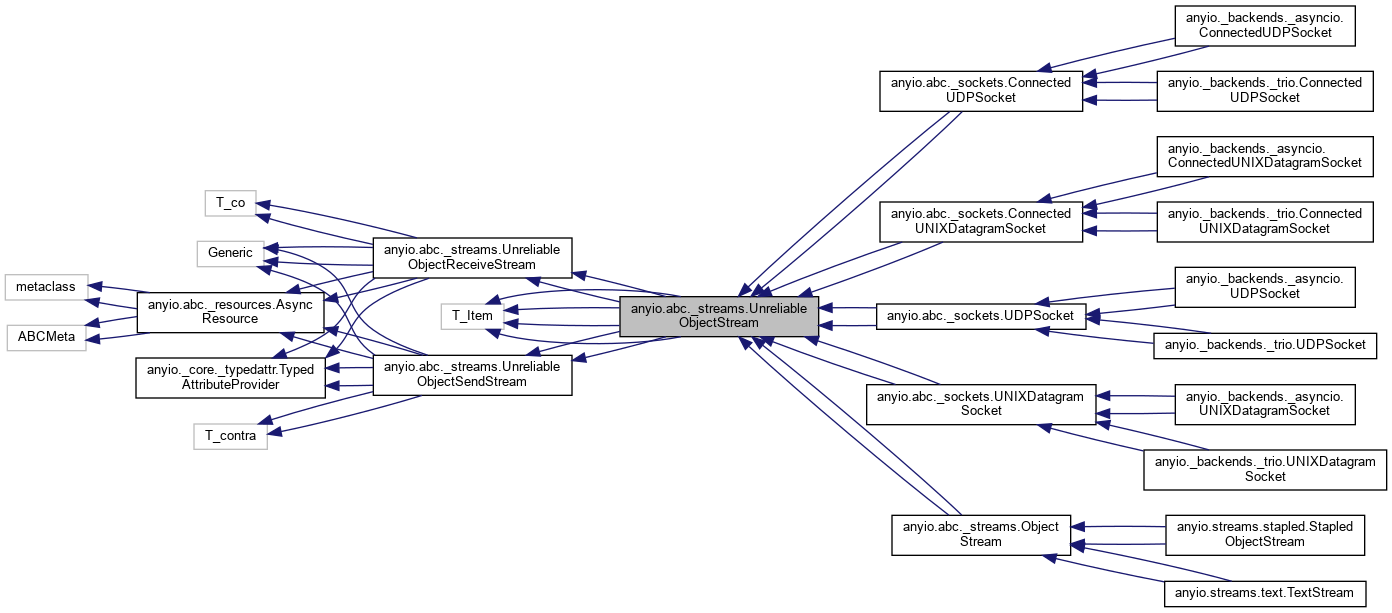 metaclass
ABCMeta
T_co
Generic
anyio.abc._resources.Async
Resource
anyio._core._typedattr.Typed
AttributeProvider
T_contra
anyio.abc._streams.Unreliable
ObjectReceiveStream
T_Item
anyio.abc._streams.Unreliable
ObjectSendStream
anyio.abc._streams.Unreliable
ObjectStream
anyio.abc._sockets.Connected
UDPSocket
anyio.abc._sockets.Connected
UNIXDatagramSocket
anyio.abc._sockets.UDPSocket
anyio.abc._sockets.UNIXDatagram
Socket
anyio.abc._streams.Object
Stream
anyio._backends._asyncio.
ConnectedUDPSocket
anyio._backends._trio.Connected
UDPSocket
anyio._backends._asyncio.
ConnectedUNIXDatagramSocket
anyio._backends._trio.Connected
UNIXDatagramSocket
anyio._backends._asyncio.
UDPSocket
anyio._backends._trio.UDPSocket
anyio._backends._asyncio.
UNIXDatagramSocket
anyio._backends._trio.UNIXDatagram
Socket
anyio.streams.stapled.Stapled
ObjectStream
anyio.streams.text.TextStream